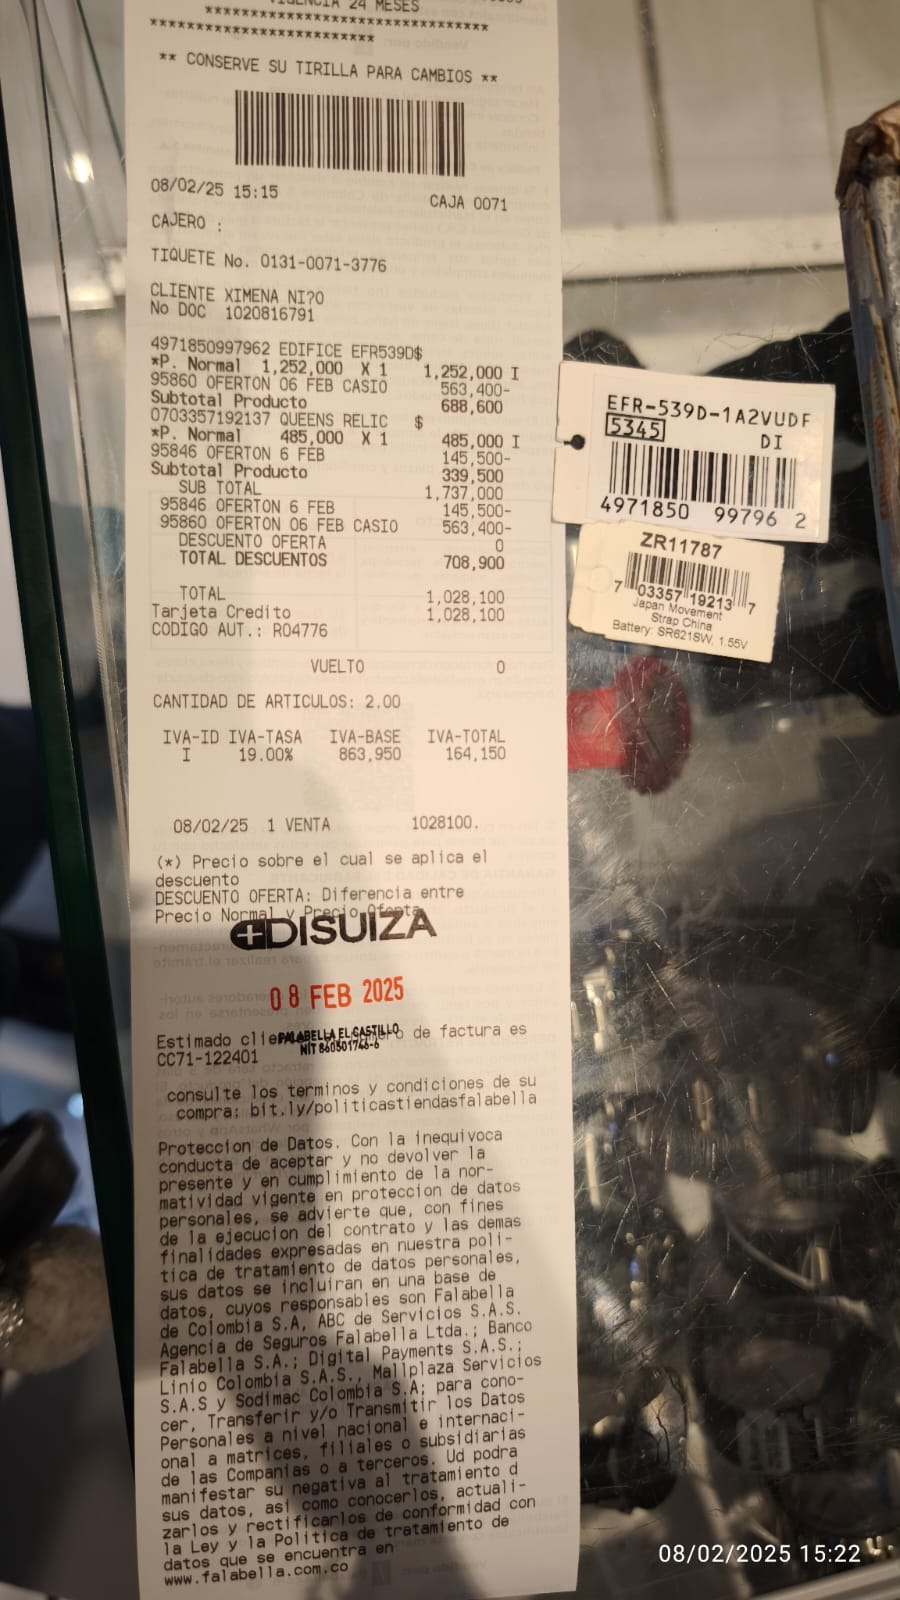 VIGENCIA 24 MESES
**********************************
************************
** CONSERVE SU TIRILLA PARA CAMBIOS **
08/02/25 15:15 CAJA 0071
CAJERO :
TIQUETE No. 0131-0071-3776
CLIENTE XIMENA NI?O
No DOC 1020816791
4971850997962 EDIFICE EFR539D$
*P. Normal 1,252,000 X 1 1,252,000 I
95860 OFERTON 06 FEB CASIO 563,400-
Subtotal Producto 688,600
0703357192137 QUEENS RELIC $
*P. Normal 485,000 X 1 485,000 I
95846 OFERTON 6 FEB 145,500-
Subtotal Producto 339,500
SUB TOTAL 1,737,000
95846 OFERTON 6 FEB 145,500-
95860 OFERTON 06 FEB CASIO 563,400-
DESCUENTO OFERTA 0
TOTAL DESCUENTOS 708,900
TOTAL 1,028,100
Tarjeta Credito 1,028,100
CODIGO AUT.: R04776
VUELTO 0
CANTIDAD DE ARTICULOS: 2.00
IVA-ID IVA-TASA IVA-BASE IVA-TOTAL
I 19.00% 863,950 164,150
08/02/25 1 VENTA 1028100.
(*) Precio sobre el cual se aplica el
descuento
DESCUENTO OFERTA: Diferencia entre
Precio Normal y Precio Oferta
DISUIZA
08 FEB 2025
FALABELLA EL CASTILLO
NIT 860501746-6
Estimado de factura es
CC71-122401
consulte los terminos y condiciones de su
compra: bit.ly/politicastiendasfalabella
Proteccion de Datos. Con la inequivoca
conducta de aceptar y no devolver la
presente y en cumplimiento de la nor-
matividad vigente en proteccion de datos
personales, se advierte que, con fines
de la ejecucion del contrato y las demas
finalidades expresadas en nuestra poli-
tica de tratamiento de datos personales,
sus datos se incluiran en una base de
datos, cuyos responsables son Falabella
de Colombia S.A, ABC de Servicios S.A.S.
Agencia de Seguros Falabella Ltda.; Banco
Falabella S.A.; Digital Payments S.A.S.;
Linio Colombia S.A.S., Mallplaza Servicios
S.A.S y Sodimac Colombia S.A; para cono-
cer, Transferir y/o Transmitir los Datos
Personales a nivel nacional e internaci-
onal a matrices, filiales o subsidiarias
de las Companias o a terceros. Ud podra
manifestar su negativa al tratamiento d
sus datos, asi como conocerlos, actuali-
zarlos y rectificarlos de conformidad con
la Ley y la Politica de tratamiento de
datos que se encuentra en
www.falabella.com.co
EFR-539D-1A2VUDF
5345 DI
4971850 99796 2
ZR11787
7 03357 19213 7
Japan Movement
Strap China
Battery: SR621SW, 1.55V
08/02/2025 15:22